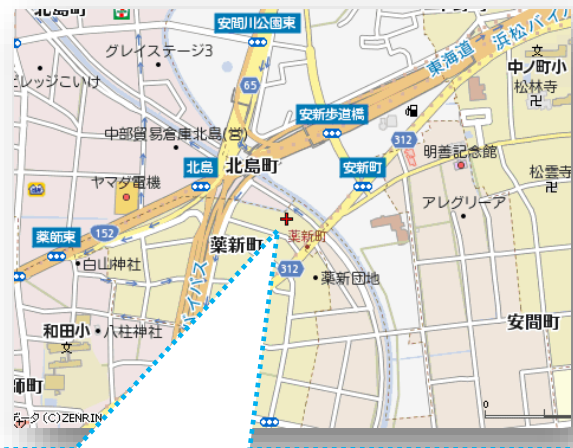 北島町
安間川公園東
グレイステージ3
東海道
浜松バイパ
中ノ町小
松林寺
ビレッジこいけ
65
安新歩道橋
中部貿易倉庫北島(営)
312
明善記念館
北島
北島町
安新町
松雲寺
ヤマダ電機
アレグリーア
薬師東
152
薬新町
薬新町
白山神社
312
薬新団地
バイパス
和田小
八柱神社
安間町
師町
データ(C)ZENRIN
0